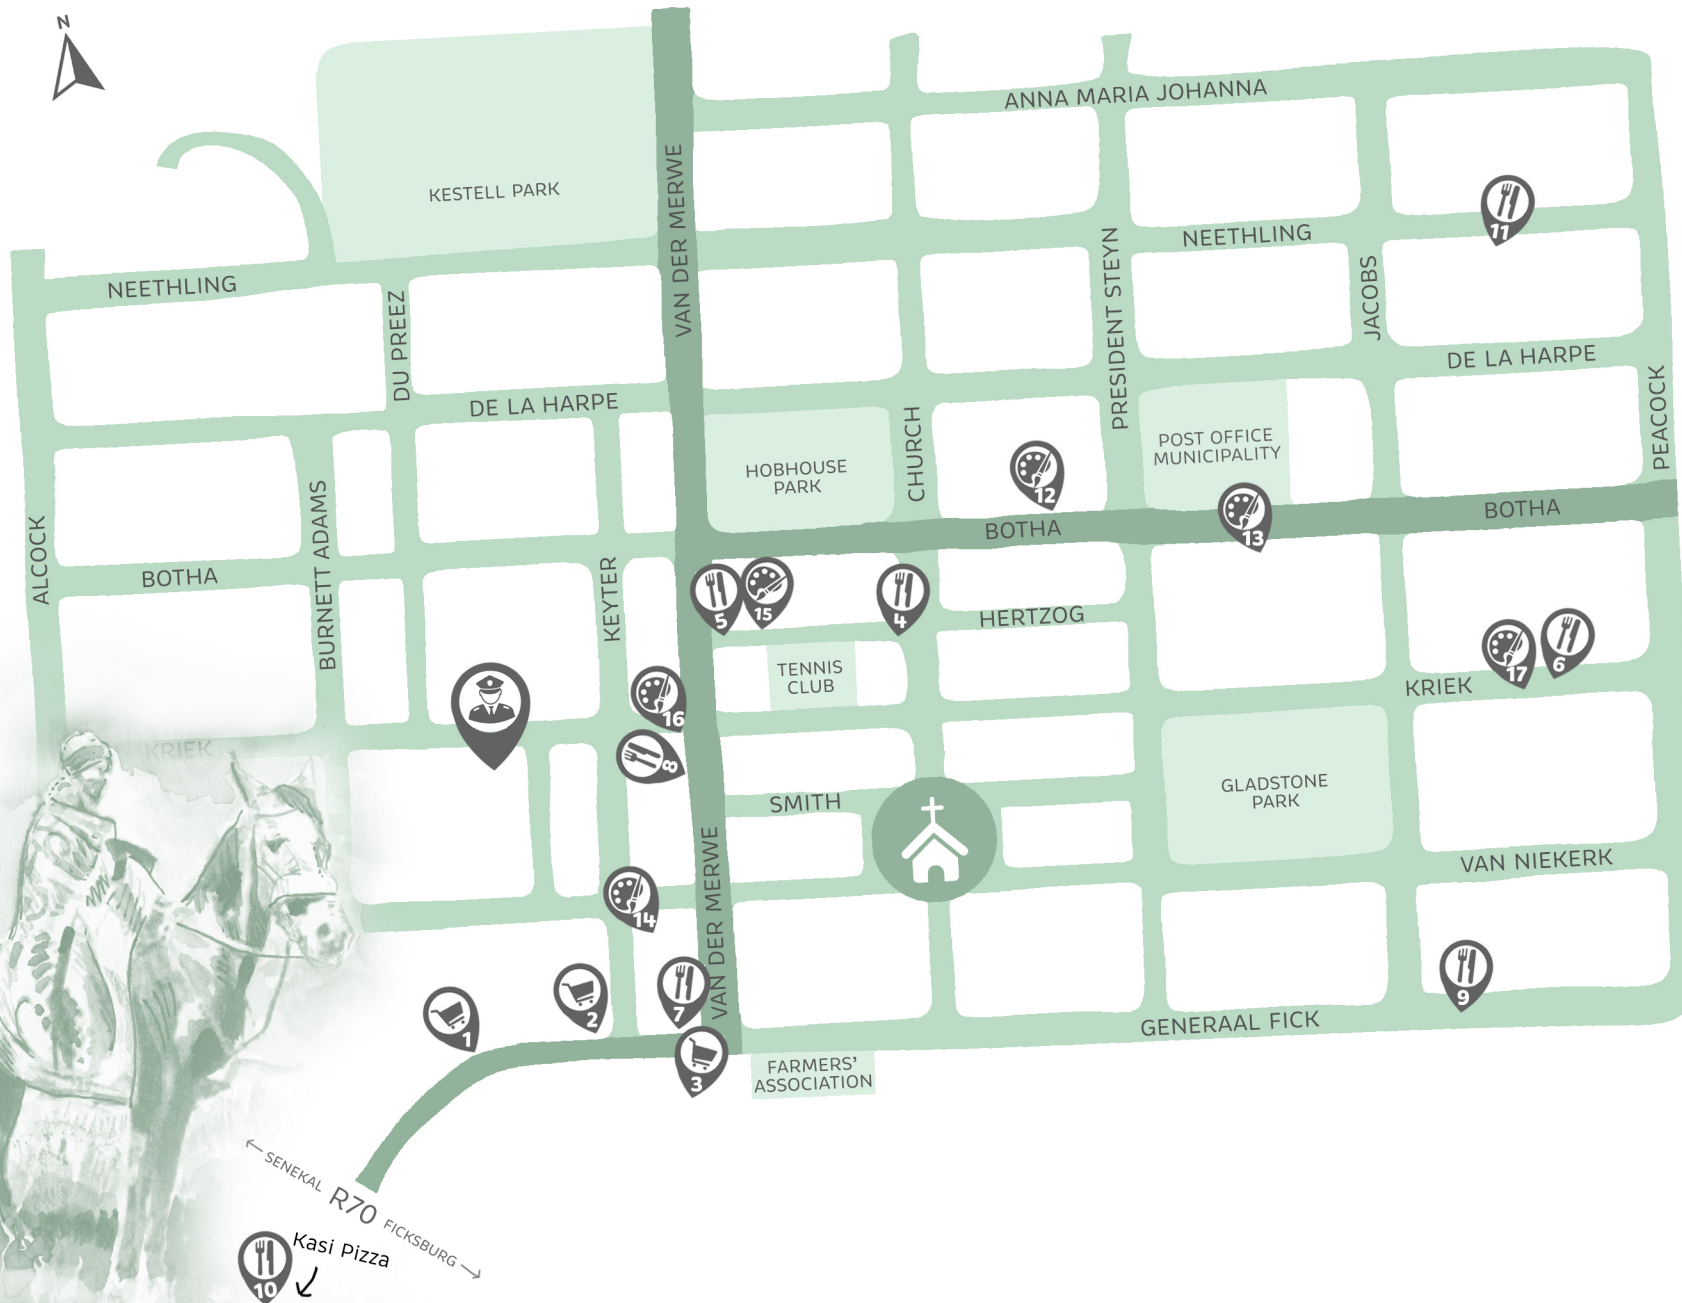 N
ANNA MARIA JOHANNA
KESTELL PARK
VAN DER MERWE
11
NEETHLING
NEETHLING
DU PREEZ
PRESIDENT STEYN
JACOBS
DE LA HARPE
DE LA HARPE
PEACOCK
CHURCH
HOBHOUSE
PARK
POST OFFICE
MUNICIPALITY
12
13
BOTHA
BOTHA
ALCOCK
BURNETT ADAMS
BOTHA
KEYTER
5
15
4
HERTZOG
TENNIS
CLUB
17
6
KRIEK
16
KRIEK
8
SMITH
GLADSTONE
PARK
VAN DER MERWE
VAN NIEKERK
14
1
2
7
9
GENERAAL FICK
3
FARMERS'
ASSOCIATION
← SENEKAL R70 FICKSBURG →
Kasi Pizza
10